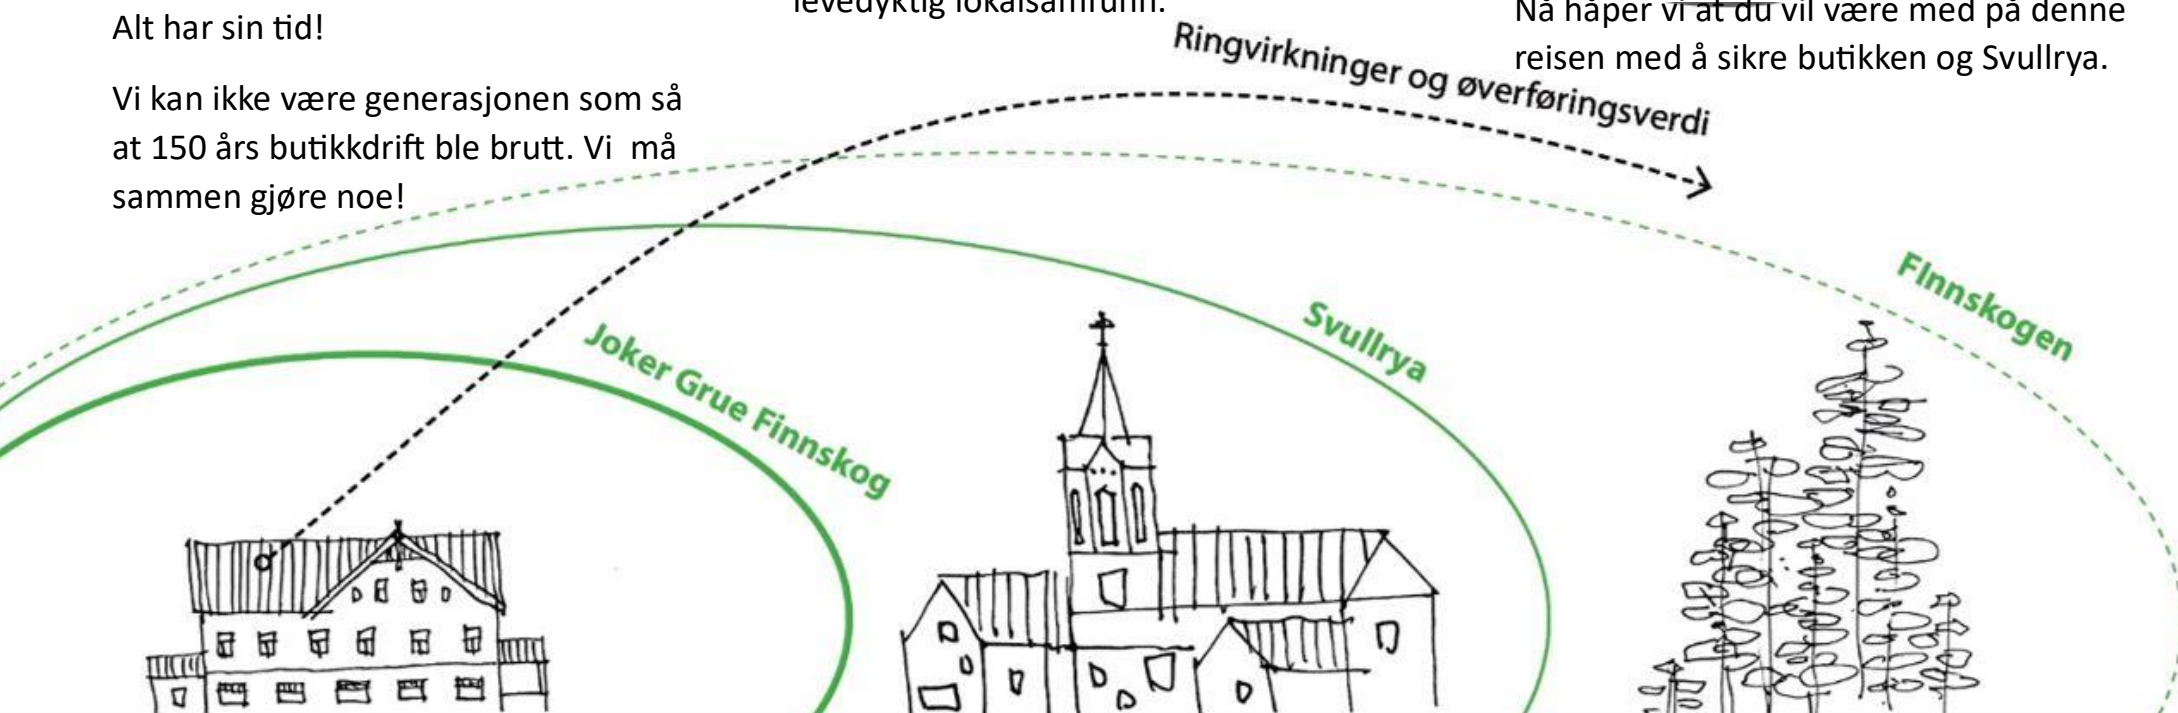 Alt har sin tid!
Vi kan ikke være generasjonen som så
at 150 års butikkdrift ble brutt. Vi  må
sammen gjøre noe!
levedyktig lokalsamfunn.
Nå håper vi at du vil være med på denne
reisen med å sikre butikken og Svullrya.
Ringvirkninger og øverføringsverdi
Joker Grue Finnskog
Svullrya
FInnskogen